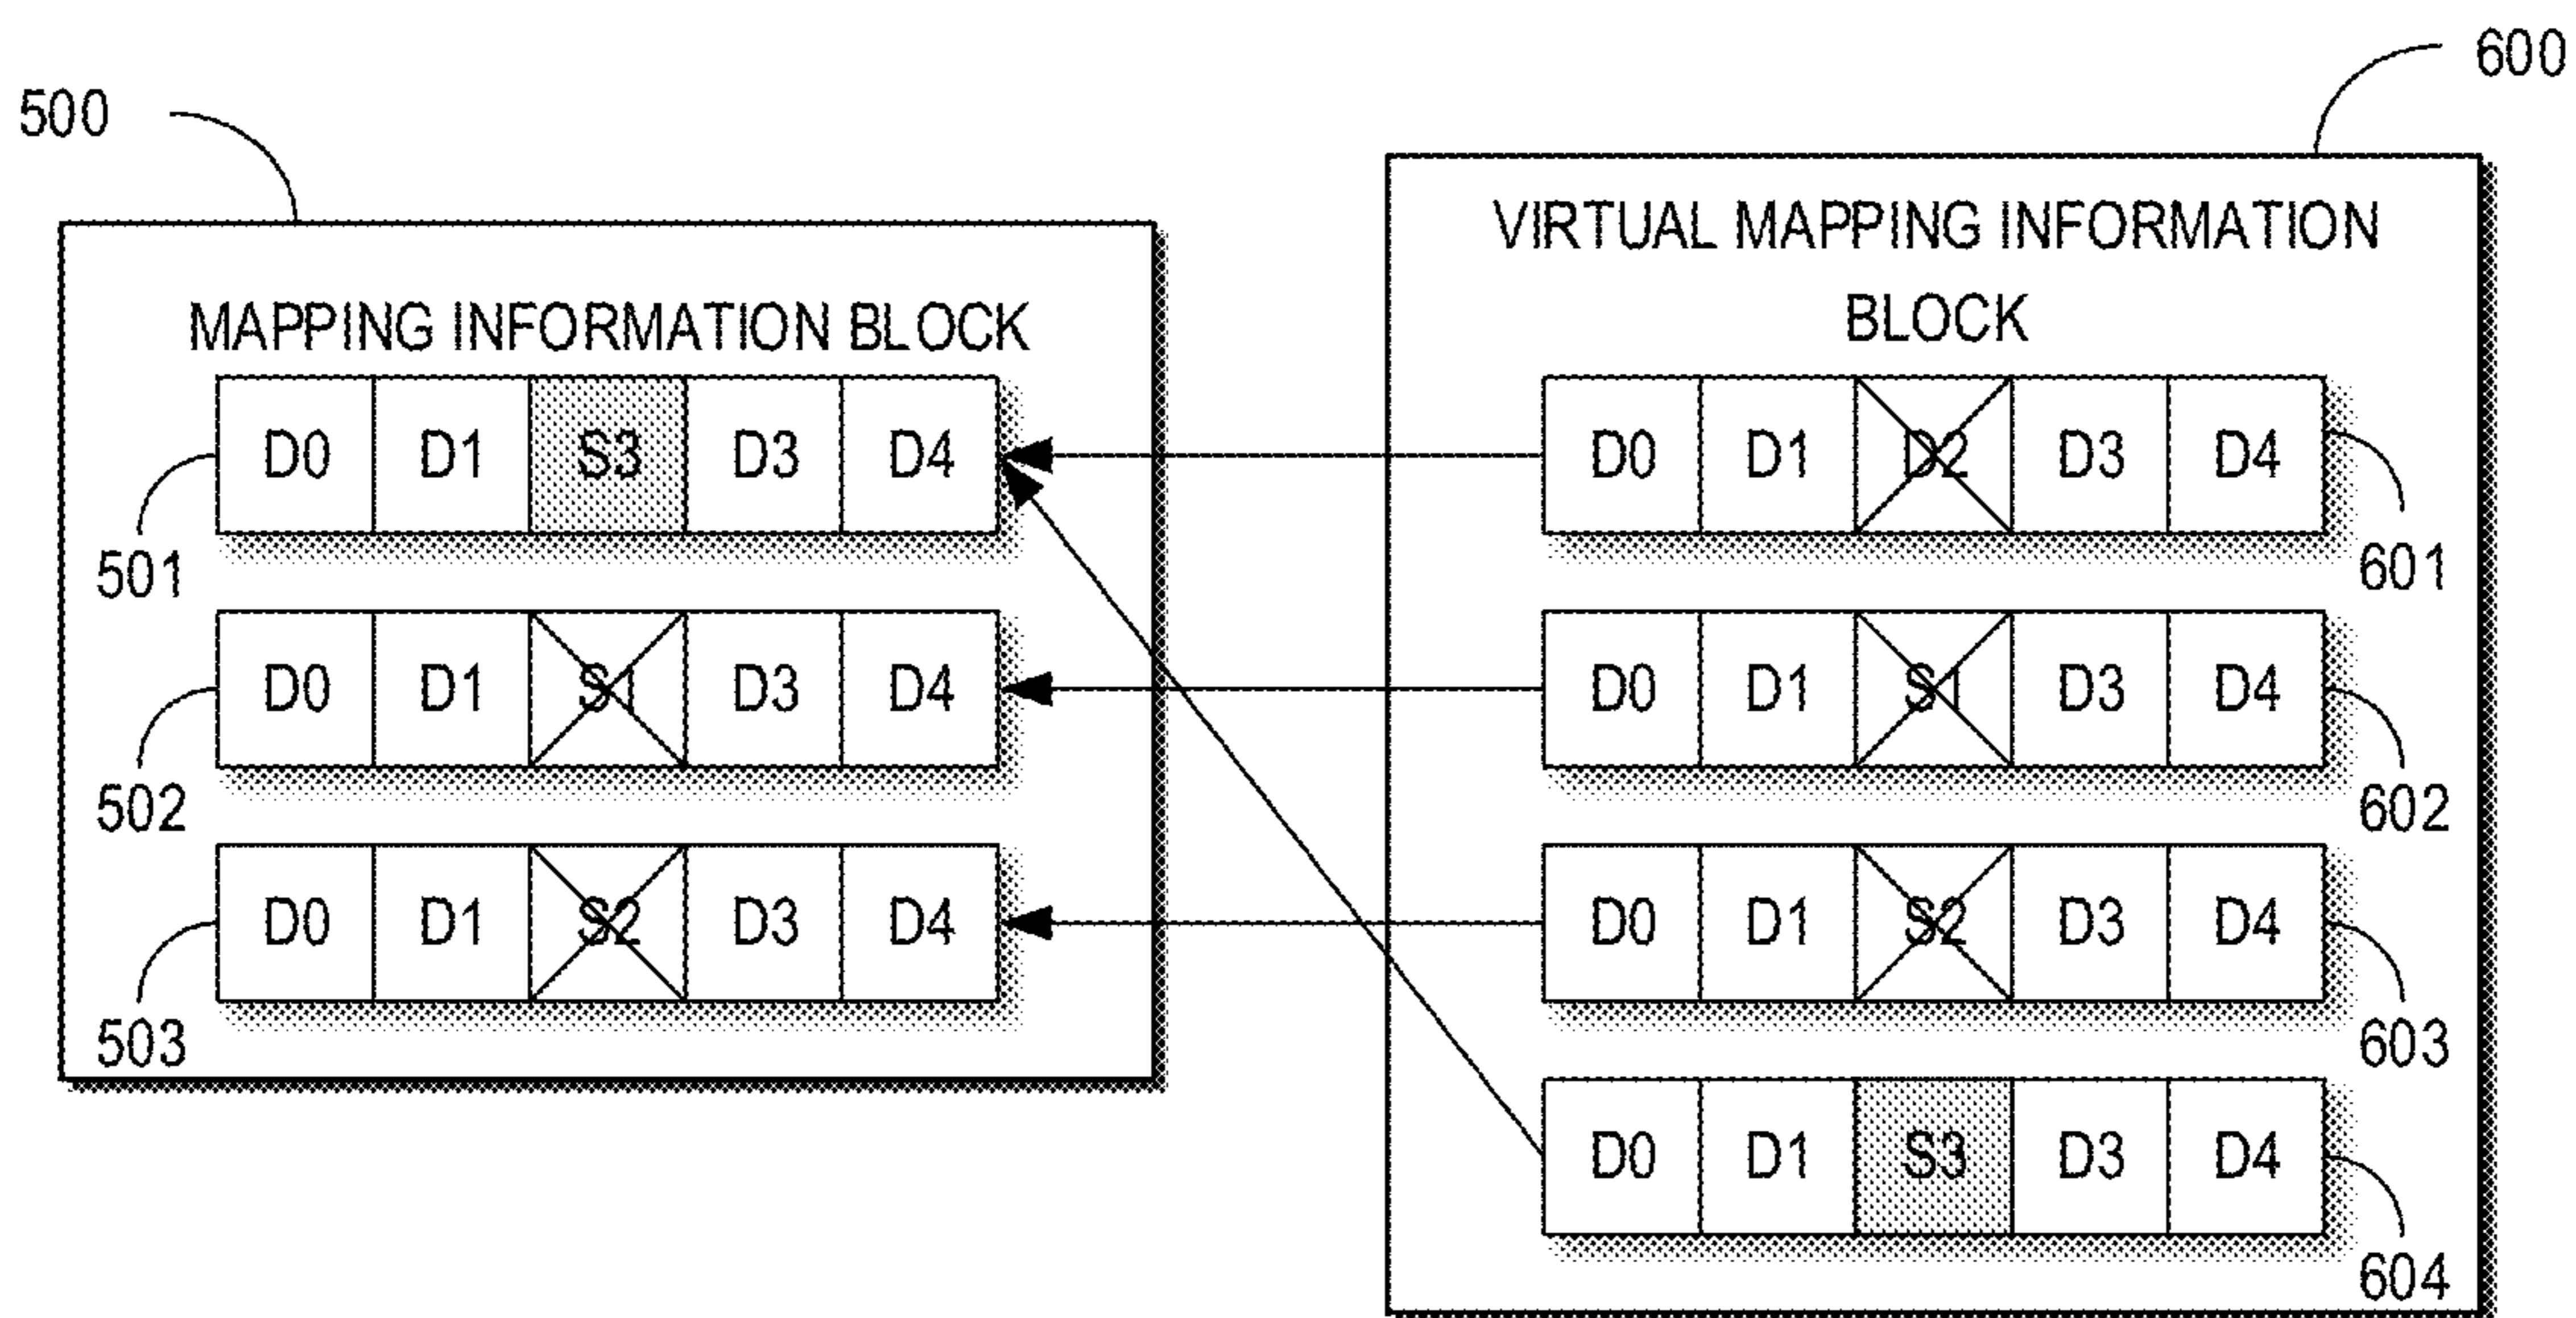 600
500
VIRTUAL MAPPING INFORMATION
BLOCK
MAPPING INFORMATION BLOCK
D0 D1 S3 D3 D4
D0 D1 D2 D3 D4
501
601
D0 D1 S1 D3 D4
D0 D1 S1 D3 D4
502
602
D0 D1 S2 D3 D4
D0 D1 S2 D3 D4
503
603
D0 D1 S3 D3 D4
604